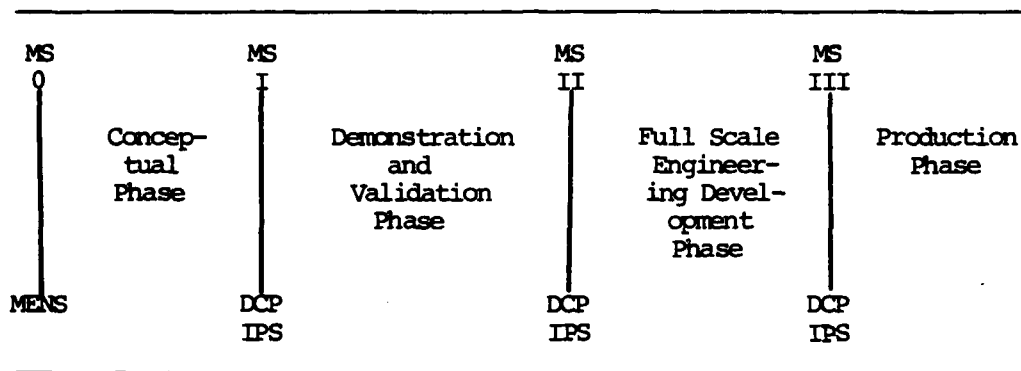 MS MS MS MS
0 I II III
Concep- Demonstration Full Scale Production
tual and Engineer- Phase
Phase Validation ing Devel-
Phase opment
Phase
MENS DCP DCP DCP
IPS IPS IPS